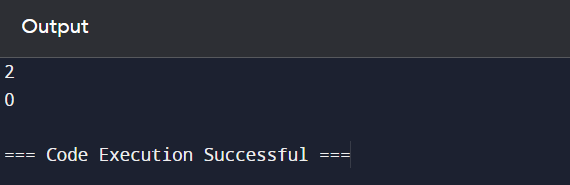 Output
2
0
=== Code Execution Successful ===